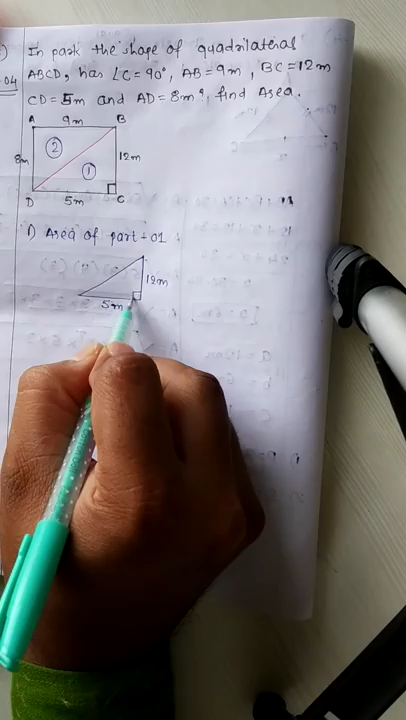 In park the shape of quadrilateral
04 ABCD, has ∠C = 90°, AB = 9m, BC = 12m
CD = 5m and AD = 8m, find Area.
A 9m B
8m ② ① 12m
D 5m C
1) Area of part-01
12m
5m